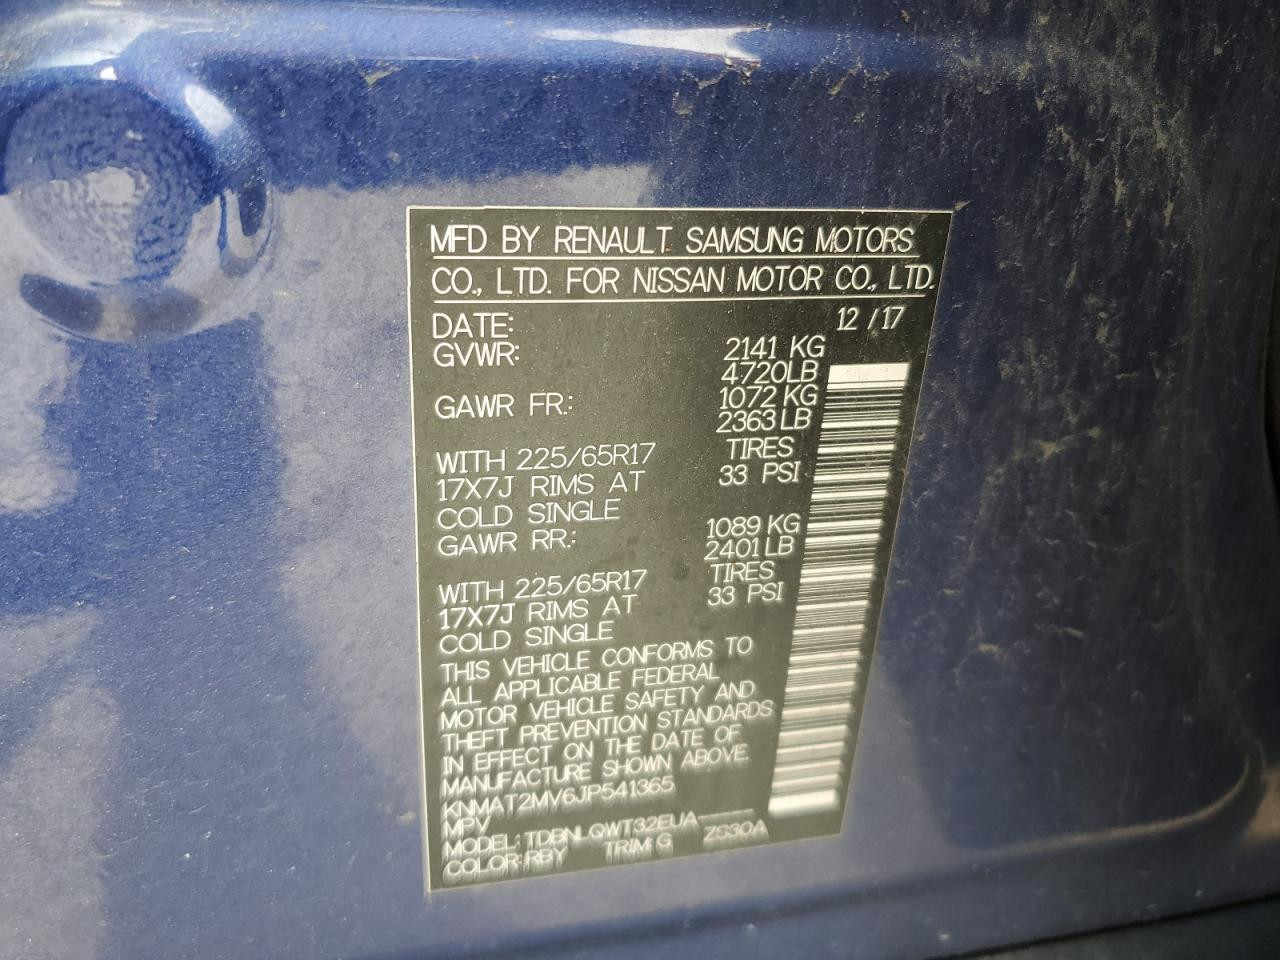 MFD BY RENAULT SAMSUNG MOTORS
CO., LTD. FOR NISSAN MOTOR CO., LTD.
DATE: 12 /17
GVWR: 2141 KG
4720LB
GAWR FR.: 1072 KG
2363 LB
WITH 225/65R17 TIRES
17X7J RIMS AT 33 PSI
COLD SINGLE
GAWR RR.: 1089 KG
2401 LB
WITH 225/65R17 TIRES
17X7J RIMS AT 33 PSI
COLD SINGLE
THIS VEHICLE CONFORMS TO
ALL APPLICABLE FEDERAL
MOTOR VEHICLE SAFETY AND
THEFT PREVENTION STANDARDS
IN EFFECT ON THE DATE OF
MANUFACTURE SHOWN ABOVE.
KNMAT2MV6JP541365
MPV
MODEL: TDBNLQWT32EUA-----
COLOR: RBY TRIM: G ZS30A